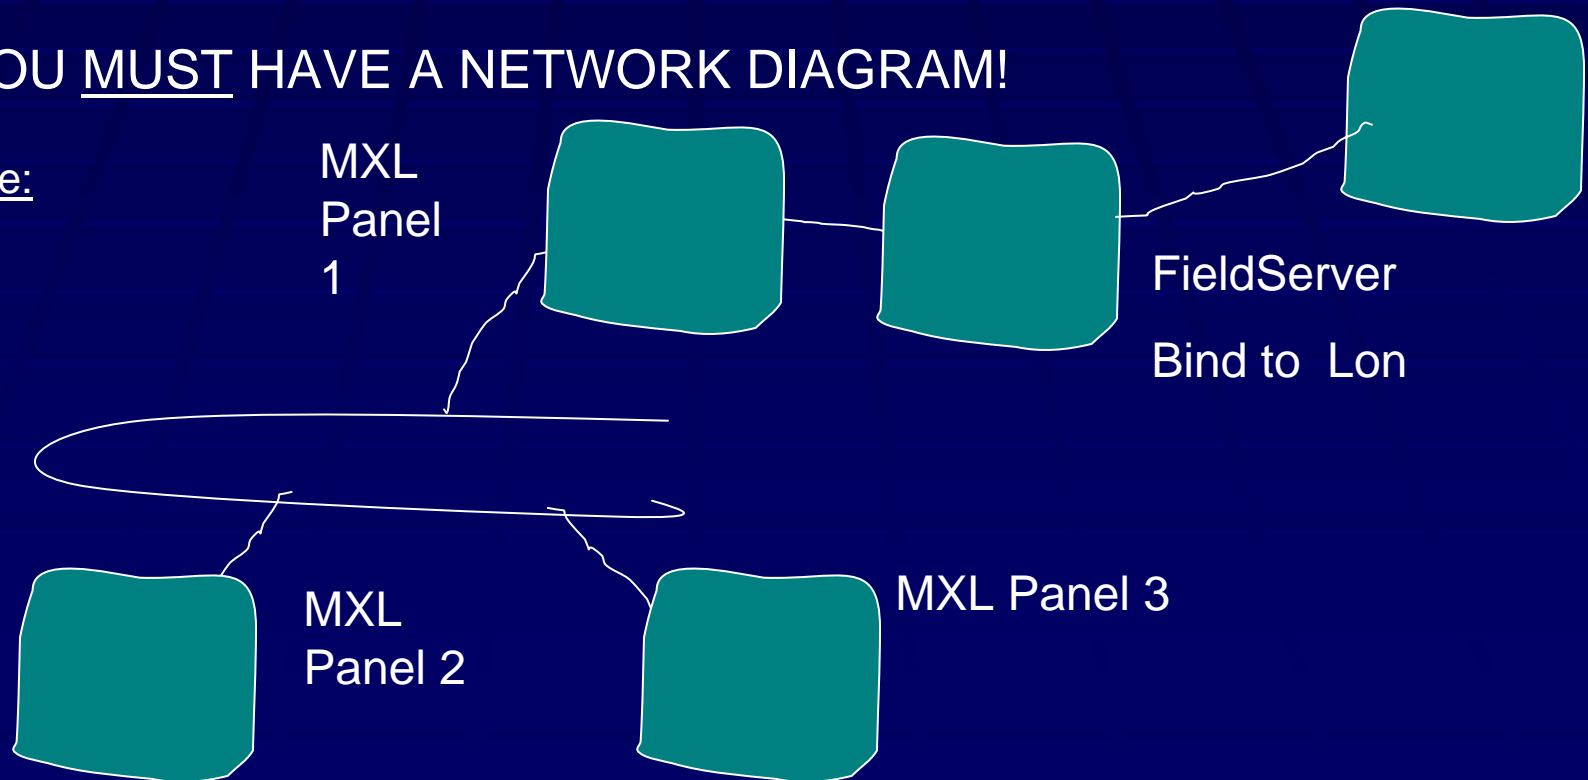 OU MUST HAVE A NETWORK DIAGRAM!
e:
MXL
Panel
1
FieldServer
Bind to Lon
MXL
Panel 2
MXL Panel 3